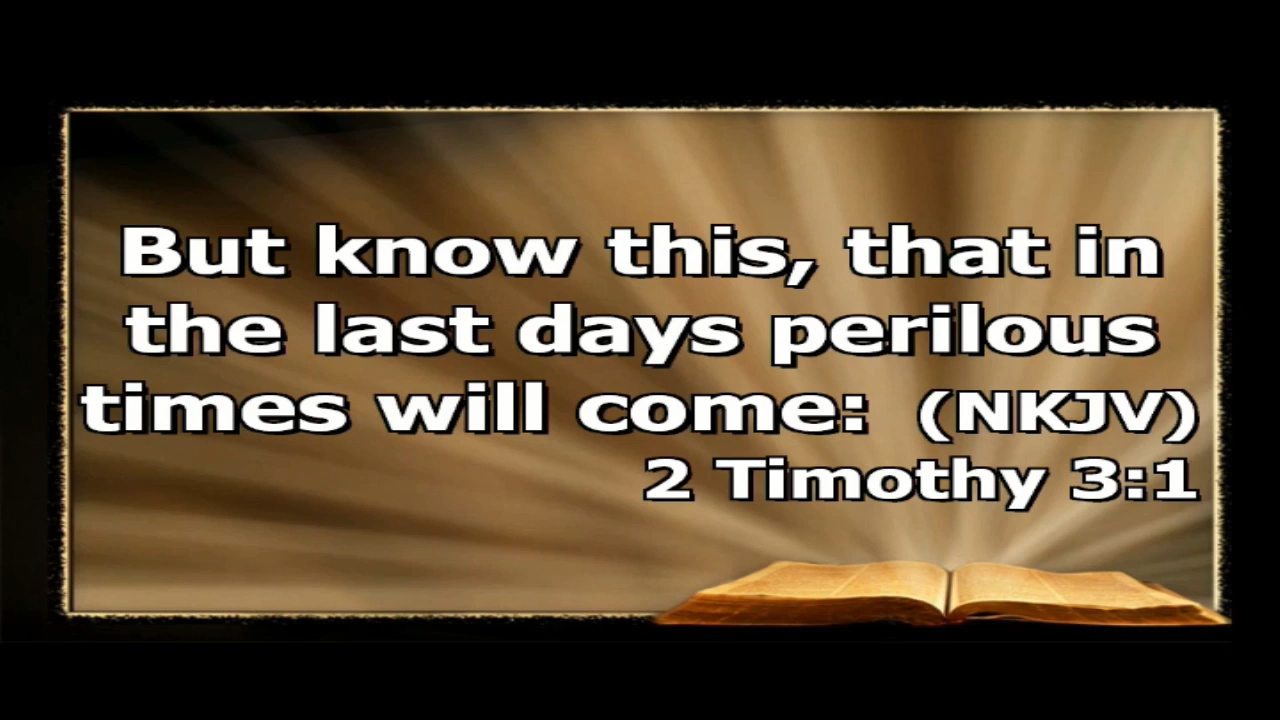 But know this, that in
the last days perilous
times will come: (NKJV)
2 Timothy 3:1